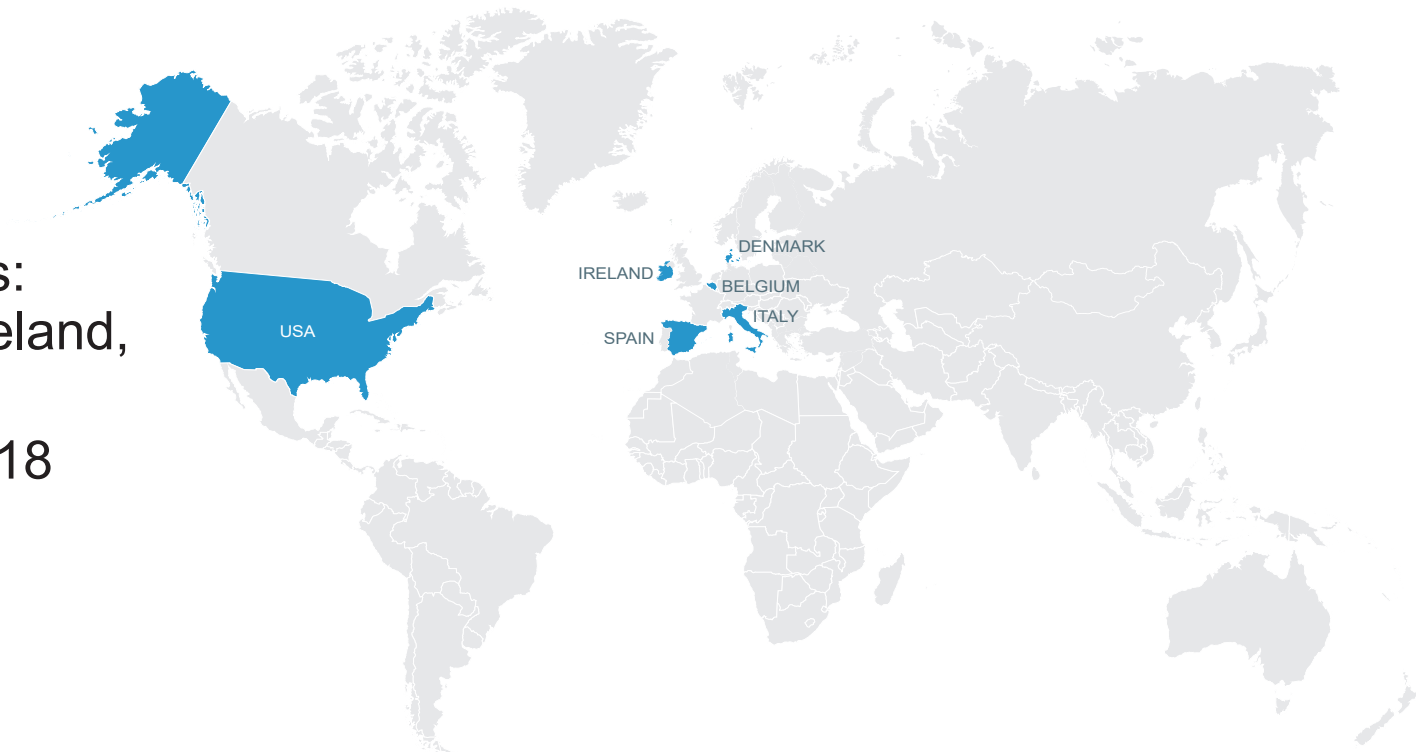 s:
eland,
18
USA
DENMARK
IRELAND
BELGIUM
ITALY
SPAIN